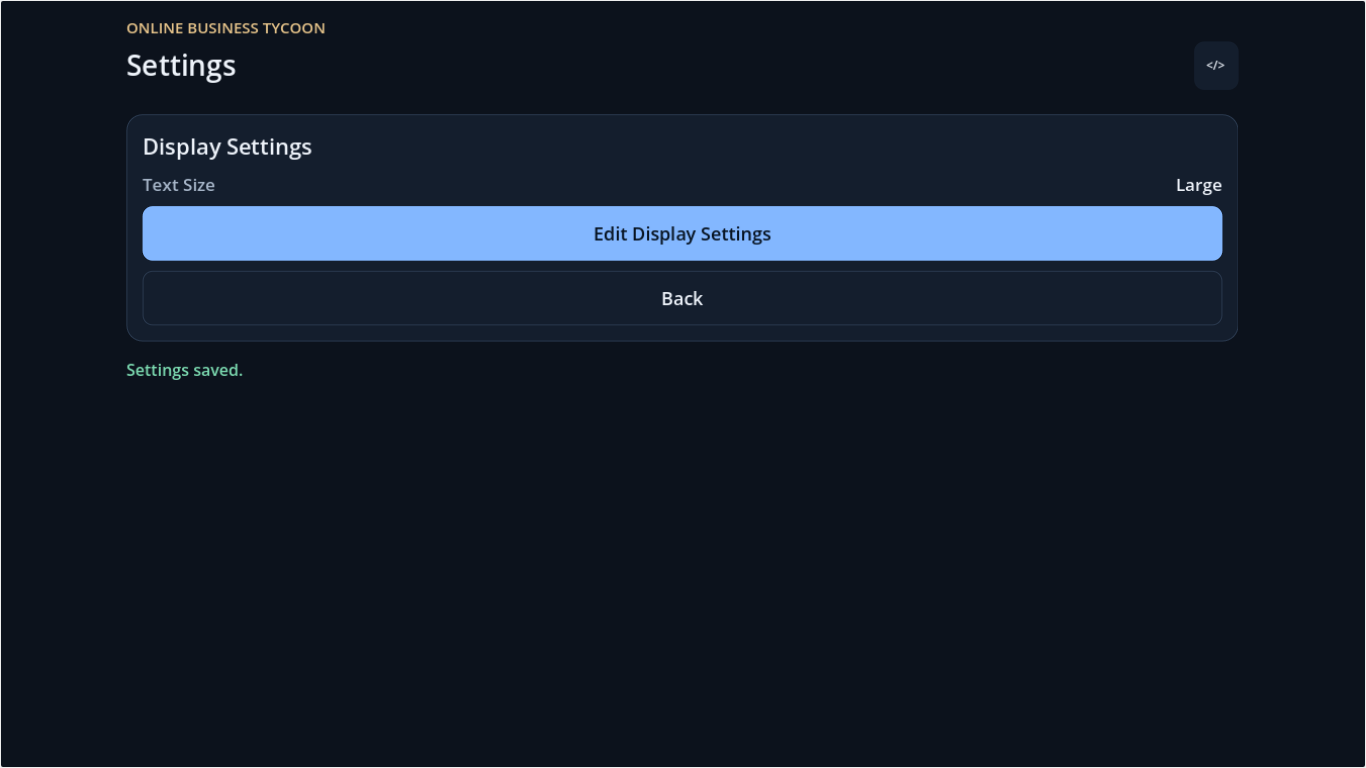 ONLINE BUSINESS TYCOON
Settings
</>
Display Settings
Text Size Large
Edit Display Settings
Back
Settings saved.